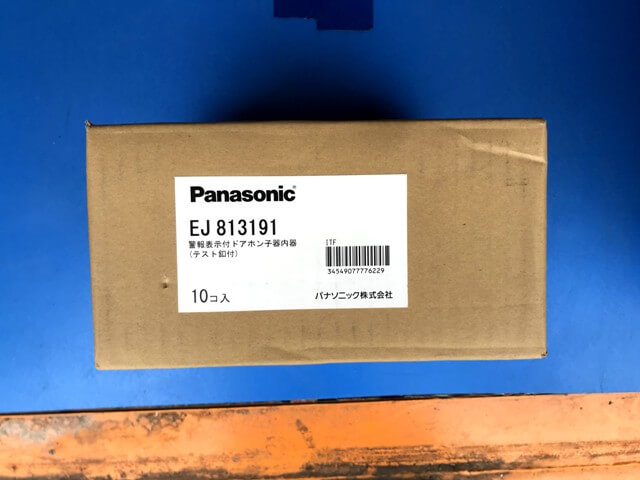 Panasonic
EJ 813191
警報表示付ドアホン子器内器
(テスト釦付)
ITF
34549077776229
10コ入
パナソニック株式会社